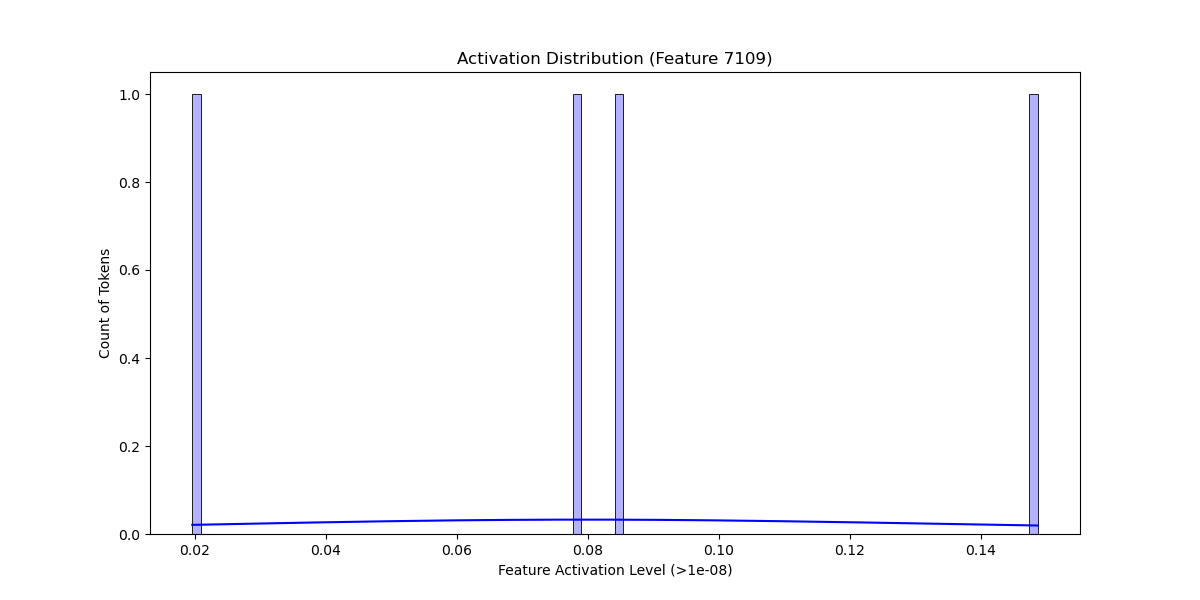 Activation Distribution (Feature 7109)
1.0
0.8
0.6
0.4
0.2
0.0
Count of Tokens
0.02 0.04 0.06 0.08 0.10 0.12 0.14
Feature Activation Level (>1e-08)